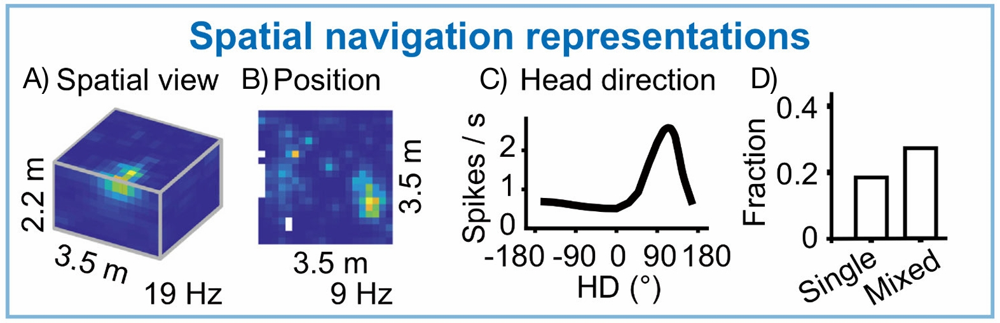 Spatial navigation representations
A) Spatial view
2.2 m
3.5 m
19 Hz
B) Position
3.5 m
3.5 m
9 Hz
C) Head direction
Spikes / s
2
1
0
-180 -90 0 90 180
HD (°)
D)
Fraction
0.4
0.2
0
Single
Mixed